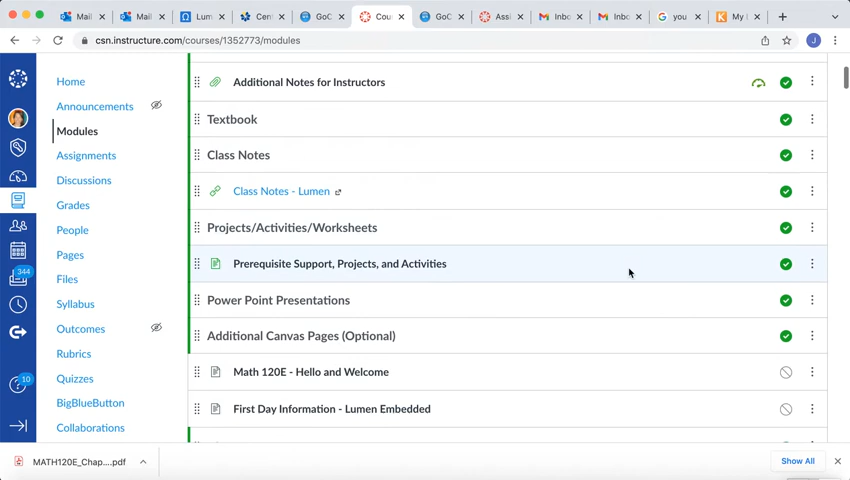 Mail
Mail
Lum
Cent
GoC
Cou
GoC
Assi
Inbo
Inbo
you
My
csn.instructure.com/courses/1352773/modules
J
Home
Announcements
Modules
Assignments
Discussions
Grades
People
Pages
Files
Syllabus
Outcomes
Rubrics
Quizzes
BigBlueButton
Collaborations
344
10
Additional Notes for Instructors
Textbook
Class Notes
Class Notes - Lumen
Projects/Activities/Worksheets
Prerequisite Support, Projects, and Activities
Power Point Presentations
Additional Canvas Pages (Optional)
Math 120E - Hello and Welcome
First Day Information - Lumen Embedded
MATH120E_Chap....pdf
Show All